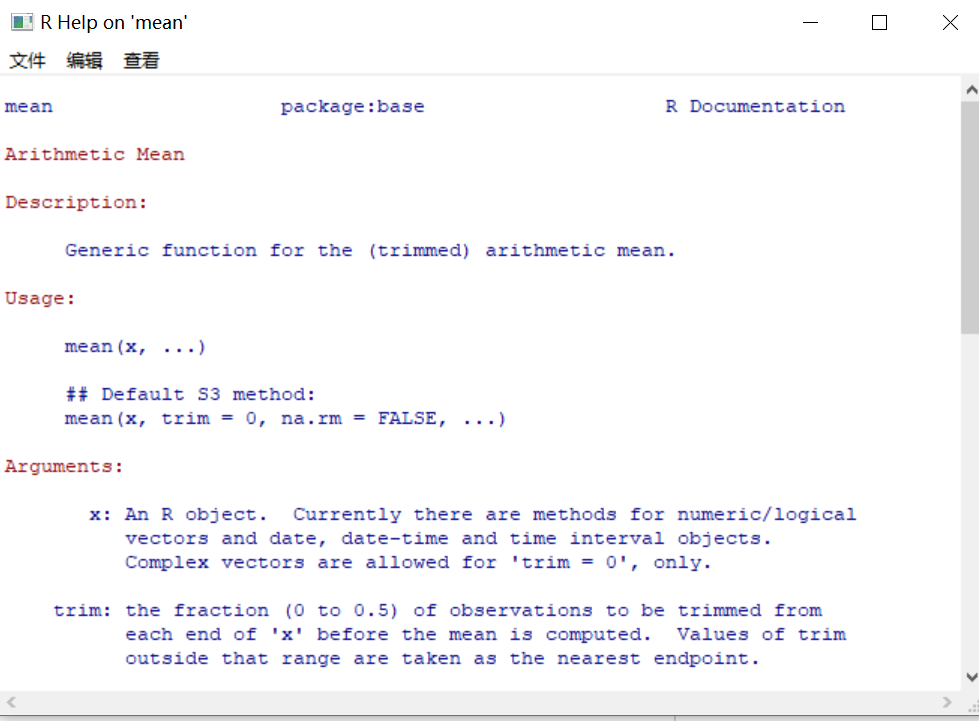 R Help on 'mean'
文件 编辑 查看
mean package:base R Documentation
Arithmetic Mean
Description:
Generic function for the (trimmed) arithmetic mean.
Usage:
mean(x, ...)
## Default S3 method:
mean(x, trim = 0, na.rm = FALSE, ...)
Arguments:
x: An R object.  Currently there are methods for numeric/logical
vectors and date, date-time and time interval objects.
Complex vectors are allowed for 'trim = 0', only.
trim: the fraction (0 to 0.5) of observations to be trimmed from
each end of 'x' before the mean is computed.  Values of trim
outside that range are taken as the nearest endpoint.